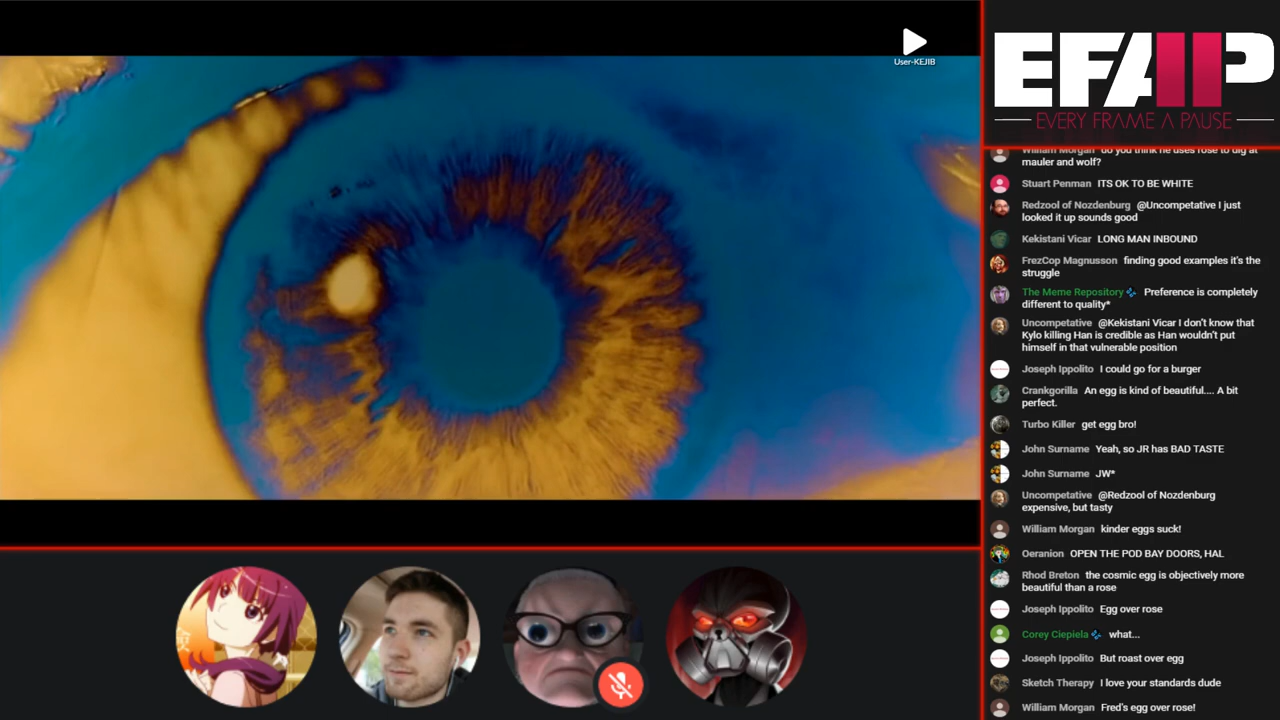 User-KEJIB
EFAP
EVERY FRAME A PAUSE
William Morgan do you think he uses rose to dig at
mauler and wolf?
Stuart Penman ITS OK TO BE WHITE
Redzool of Nozdenburg @Uncompetative I just
looked it up sounds good
Kekistani Vicar LONG MAN INBOUND
FrezCop Magnusson finding good examples it's the
struggle
The Meme Repository Preference is completely
different to quality*
Uncompetative @Kekistani Vicar I don't know that
Kylo killing Han is credible as Han wouldn't put
himself in that vulnerable position
Joseph Ippolito I could go for a burger
Crankgorilla An egg is kind of beautiful.... A bit
perfect.
Turbo Killer get egg bro!
John Surname Yeah, so JR has BAD TASTE
John Surname JW*
Uncompetative @Redzool of Nozdenburg
expensive, but tasty
William Morgan kinder eggs suck!
Oeranion OPEN THE POD BAY DOORS, HAL
Rhod Breton the cosmic egg is objectively more
beautiful than a rose
Joseph Ippolito Egg over rose
Corey Ciepiela what...
Joseph Ippolito But roast over egg
Sketch Therapy I love your standards dude
William Morgan Fred's egg over rose!